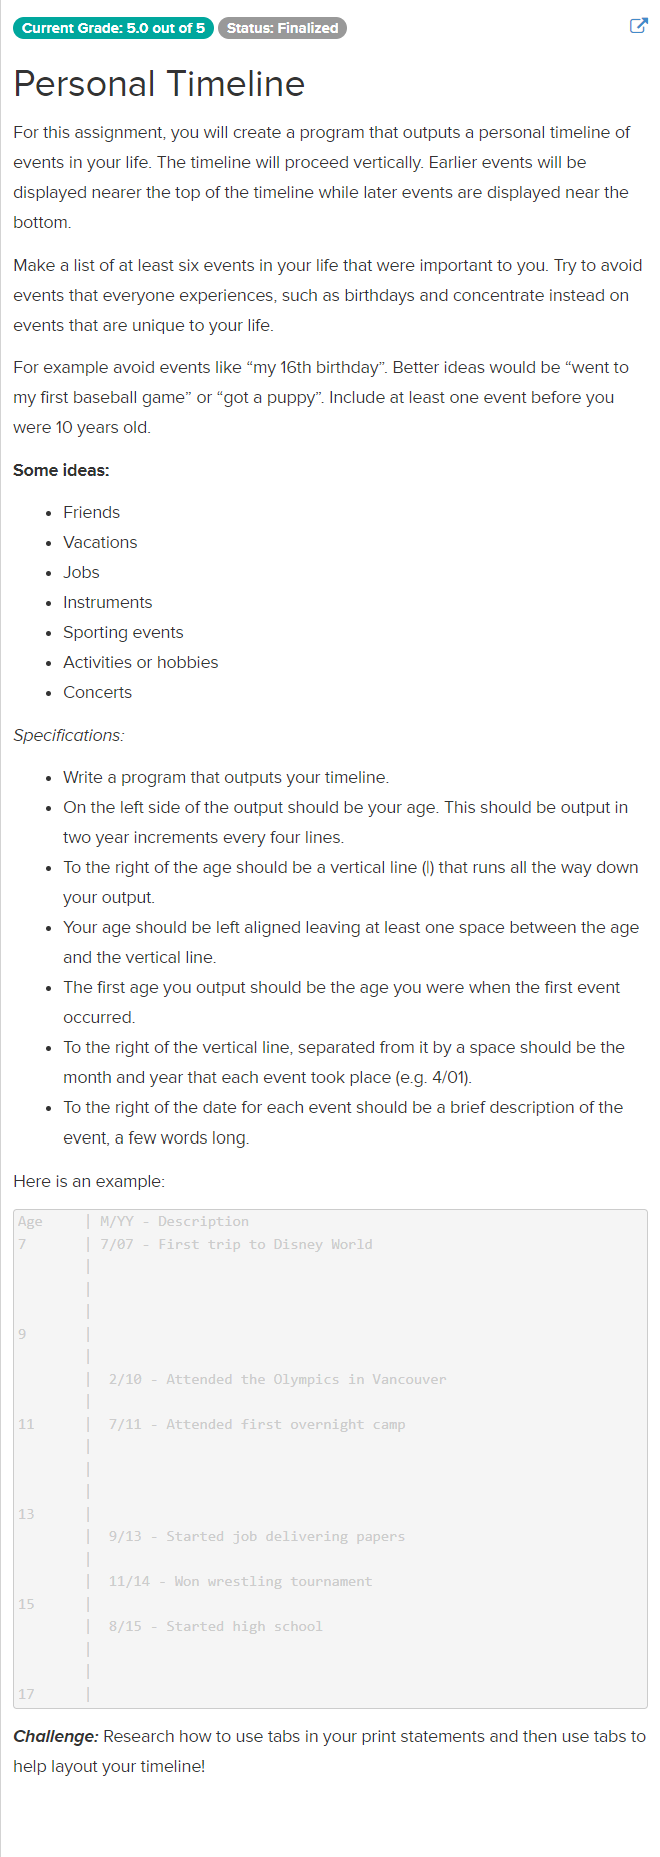 Current Grade: 5.0 out of 5 Status: Finalized
Personal Timeline
For this assignment, you will create a program that outputs a personal timeline of
events in your life. The timeline will proceed vertically. Earlier events will be
displayed nearer the top of the timeline while later events are displayed near the
bottom.
Make a list of at least six events in your life that were important to you. Try to avoid
events that everyone experiences, such as birthdays and concentrate instead on
events that are unique to your life.
For example avoid events like “my 16th birthday”. Better ideas would be “went to
my first baseball game” or “got a puppy”. Include at least one event before you
were 10 years old.
Some ideas:
• Friends
• Vacations
• Jobs
• Instruments
• Sporting events
• Activities or hobbies
• Concerts
Specifications:
• Write a program that outputs your timeline.
• On the left side of the output should be your age. This should be output in
two year increments every four lines.
• To the right of the age should be a vertical line (|) that runs all the way down
your output.
• Your age should be left aligned leaving at least one space between the age
and the vertical line.
• The first age you output should be the age you were when the first event
occurred.
• To the right of the vertical line, separated from it by a space should be the
month and year that each event took place (e.g. 4/01).
• To the right of the date for each event should be a brief description of the
event, a few words long.
Here is an example:
Age | M/YY - Description
7 | 7/07 - First trip to Disney World
|
|
|
9 |
|
| 2/10 - Attended the Olympics in Vancouver
|
11 | 7/11 - Attended first overnight camp
|
|
|
13 |
| 9/13 - Started job delivering papers
|
| 11/14 - Won wrestling tournament
15 |
| 8/15 - Started high school
|
|
17 |
Challenge: Research how to use tabs in your print statements and then use tabs to
help layout your timeline!